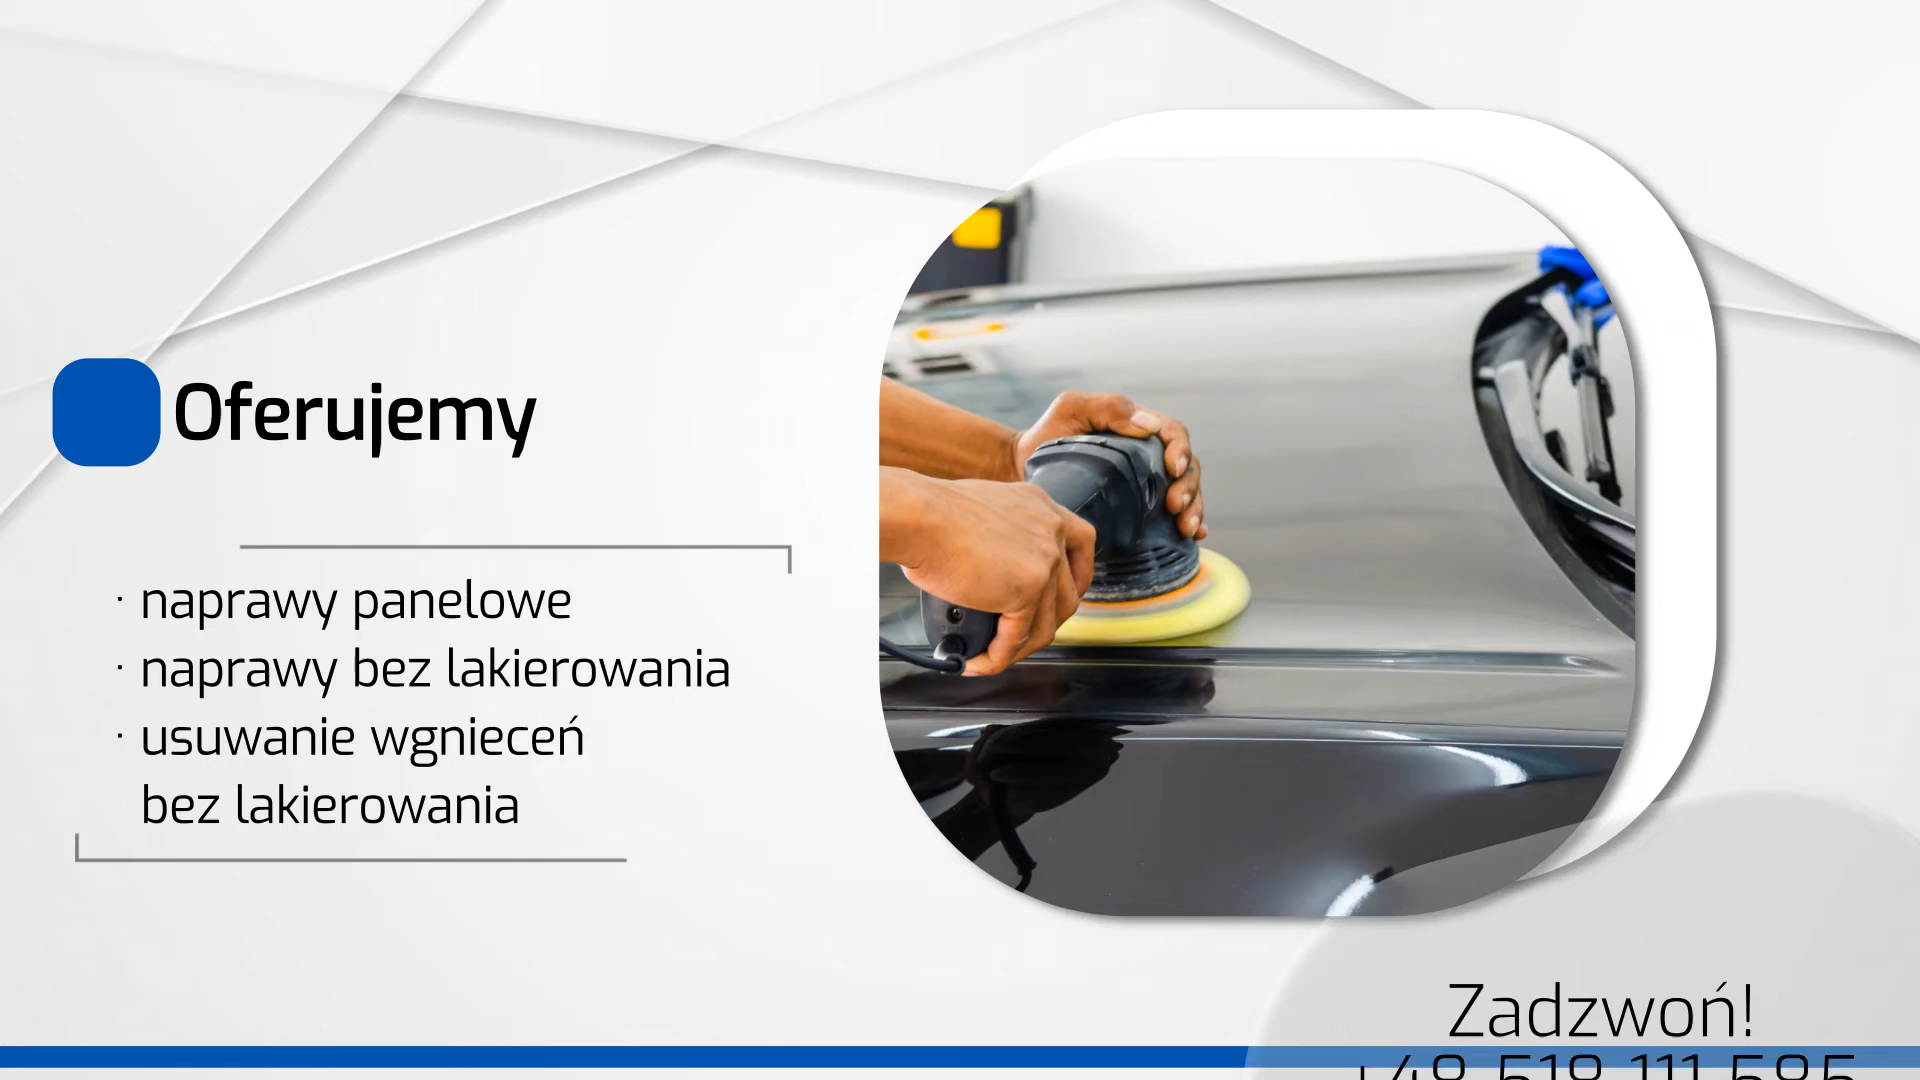 Oferujemy
· naprawy panelowe
· naprawy bez lakierowania
· usuwanie wgnieceń
bez lakierowania
Zadzwoń!